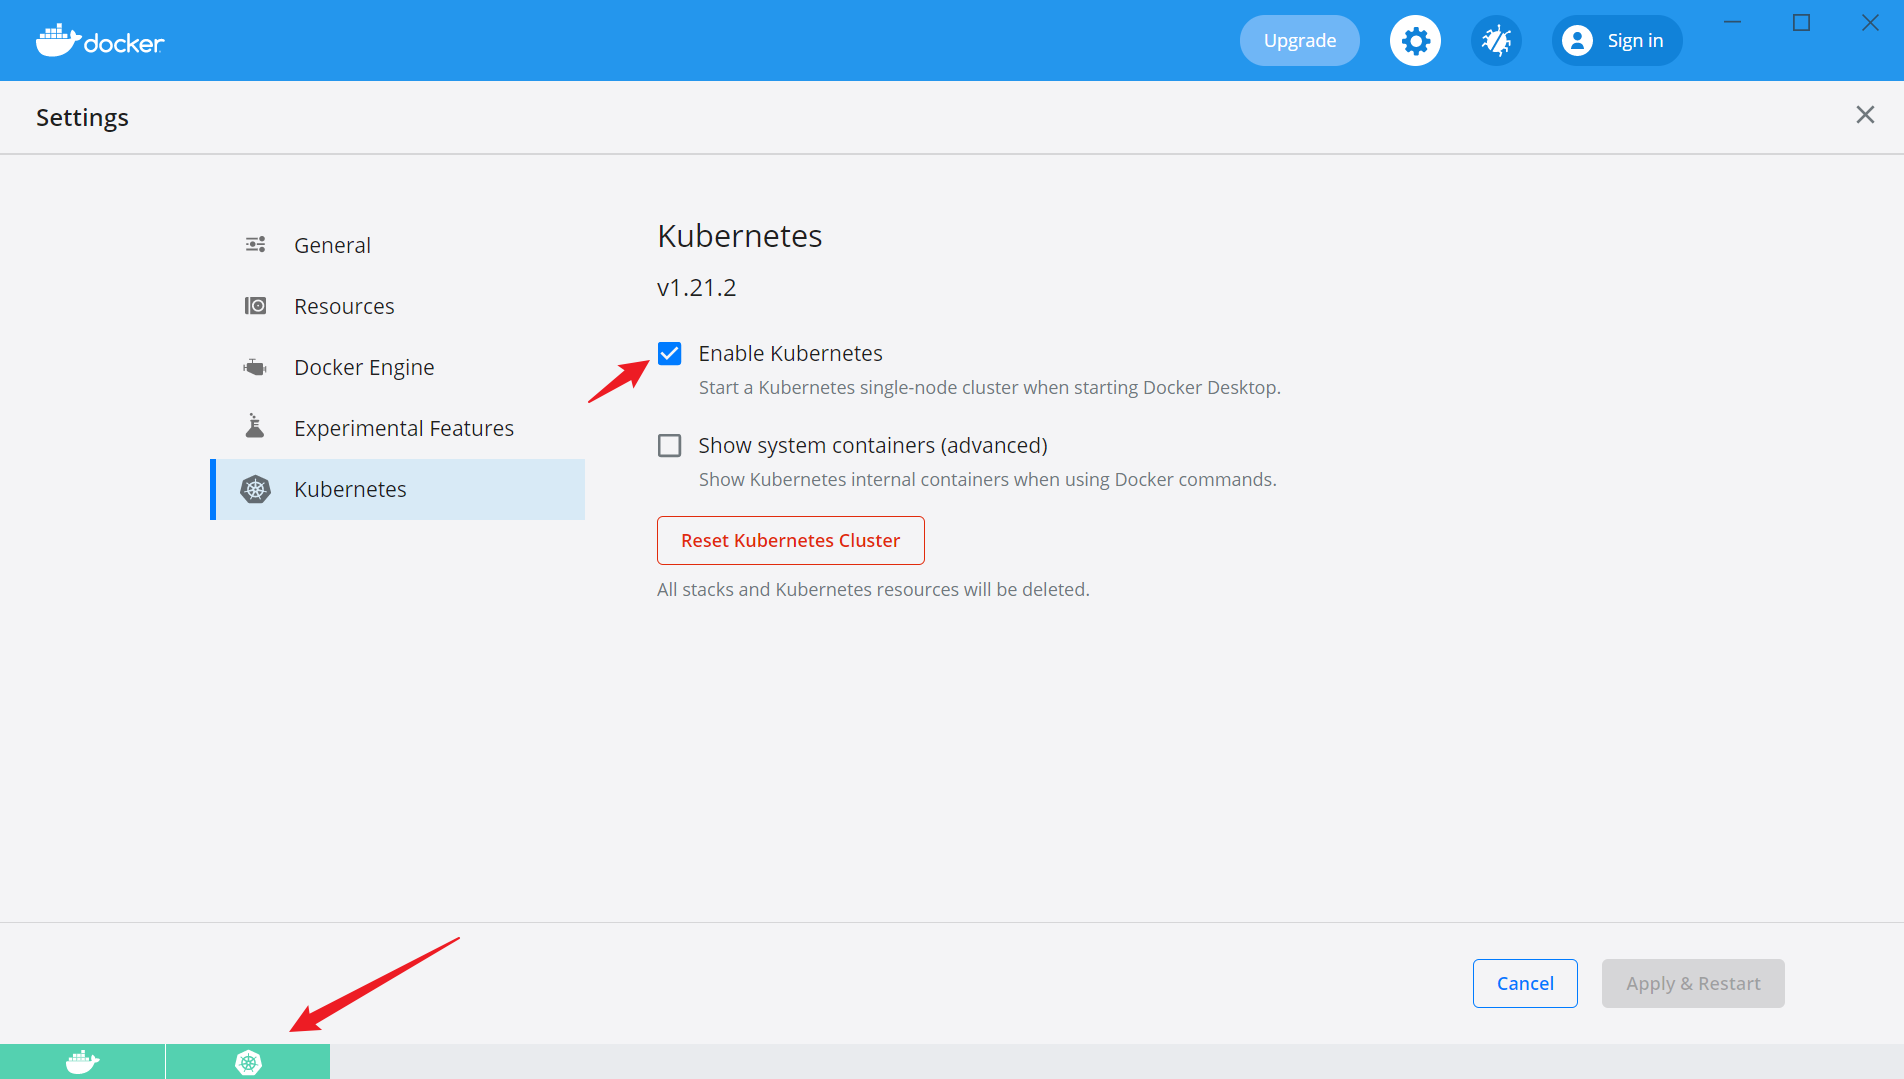 docker
Upgrade
Sign in
Settings
General
Resources
Docker Engine
Experimental Features
Kubernetes
Kubernetes
v1.21.2
Enable Kubernetes
Start a Kubernetes single-node cluster when starting Docker Desktop.
Show system containers (advanced)
Show Kubernetes internal containers when using Docker commands.
Reset Kubernetes Cluster
All stacks and Kubernetes resources will be deleted.
Cancel
Apply & Restart